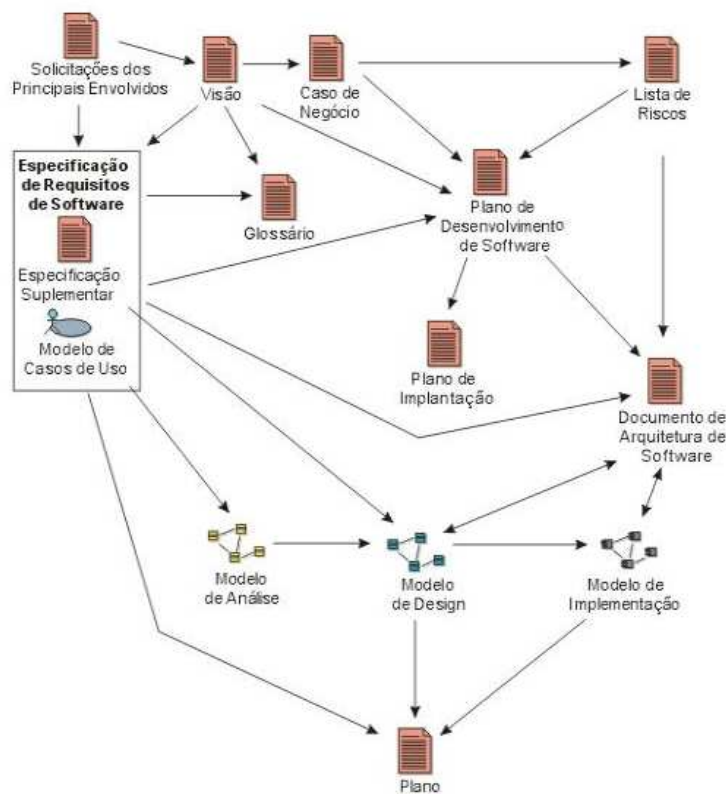 Solicitações dos
Principais Envolvidos
Visão
Caso de
Negócio
Lista de
Riscos
Especificação
de Requisitos
de Software
Especificação
Suplementar
Modelo de
Casos de Uso
Glossário
Plano de
Desenvolvimento
de Software
Plano de
Implantação
Documento de
Arquitetura de
Software
Modelo
de Análise
Modelo
de Design
Modelo de
Implementação
Plano